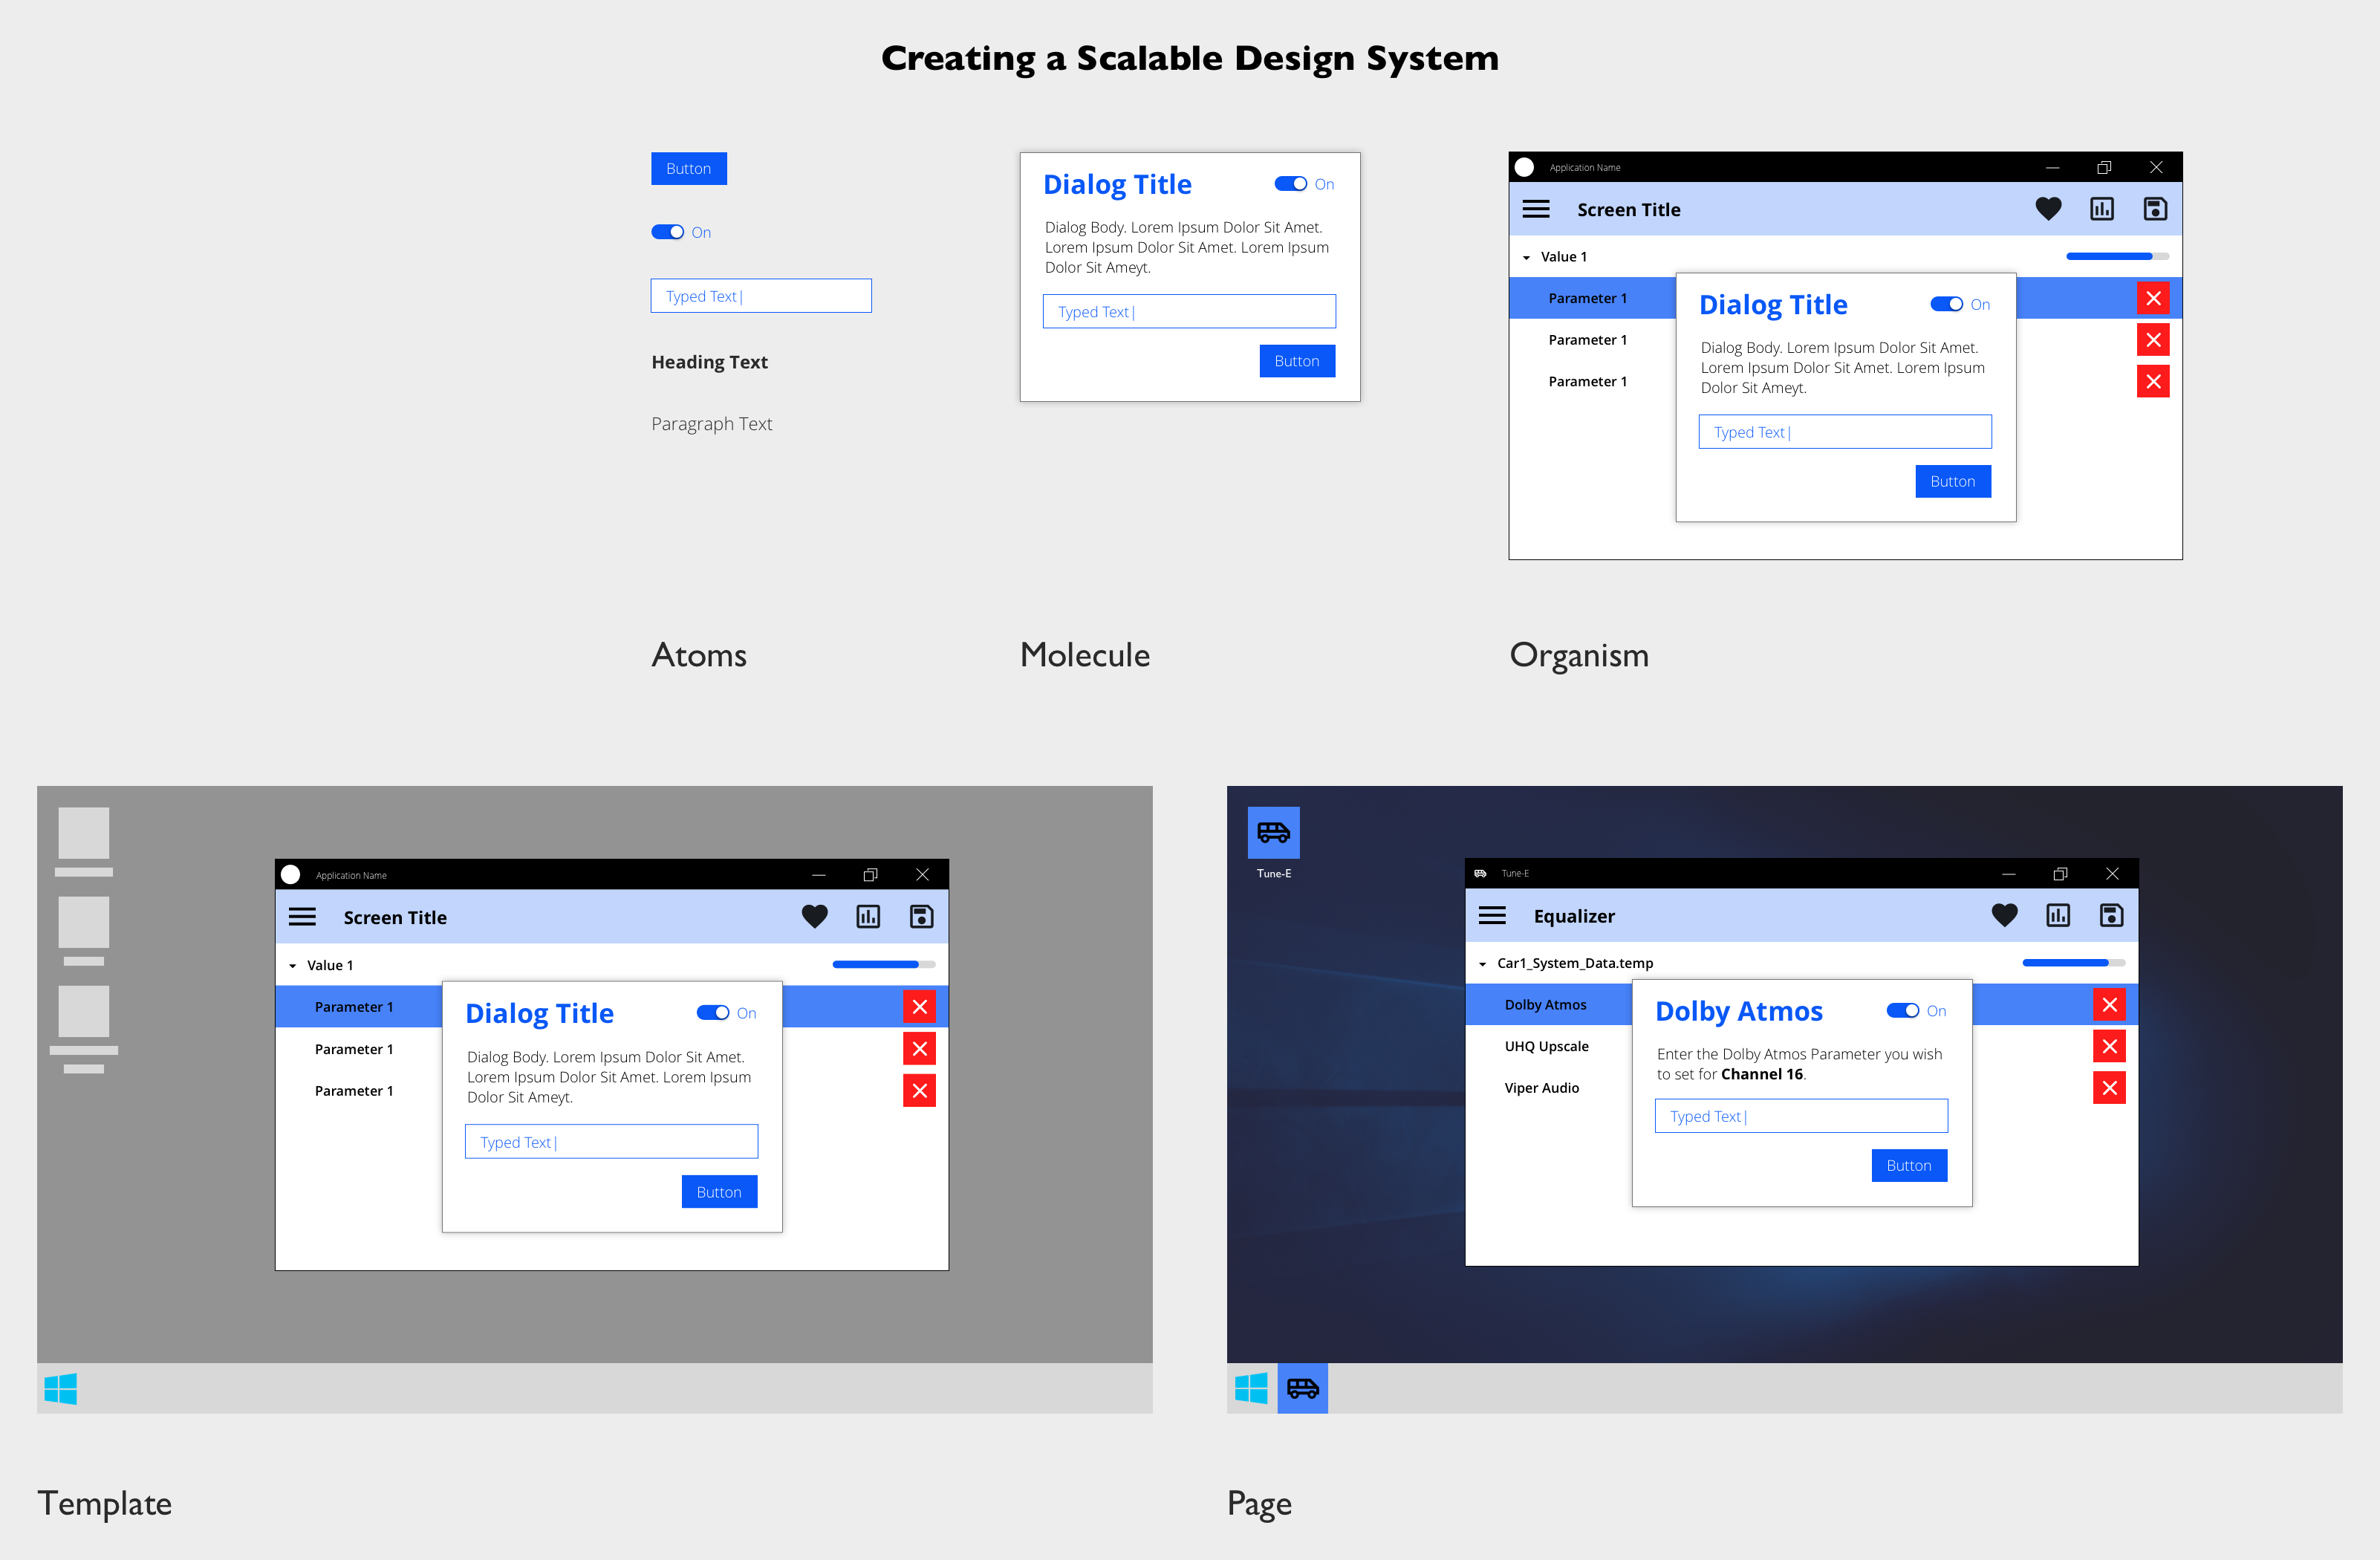 Creating a Scalable Design System
Button
On
Typed Text|
Heading Text
Paragraph Text
Atoms
Dialog Title
On
Dialog Body. Lorem Ipsum Dolor Sit Amet.
Lorem Ipsum Dolor Sit Amet. Lorem Ipsum
Dolor Sit Ameyt.
Typed Text|
Button
Molecule
Application Name
Screen Title
Value 1
Parameter 1
Parameter 1
Parameter 1
Dialog Title
On
Dialog Body. Lorem Ipsum Dolor Sit Amet.
Lorem Ipsum Dolor Sit Amet. Lorem Ipsum
Dolor Sit Ameyt.
Typed Text|
Button
Organism
Application Name
Screen Title
Value 1
Parameter 1
Parameter 1
Parameter 1
Dialog Title
On
Dialog Body. Lorem Ipsum Dolor Sit Amet.
Lorem Ipsum Dolor Sit Amet. Lorem Ipsum
Dolor Sit Ameyt.
Typed Text|
Button
Template
Tune-E
Tune-E
Equalizer
Car1_System_Data.temp
Dolby Atmos
UHQ Upscale
Viper Audio
Dolby Atmos
On
Enter the Dolby Atmos Parameter you wish
to set for Channel 16.
Typed Text|
Button
Page